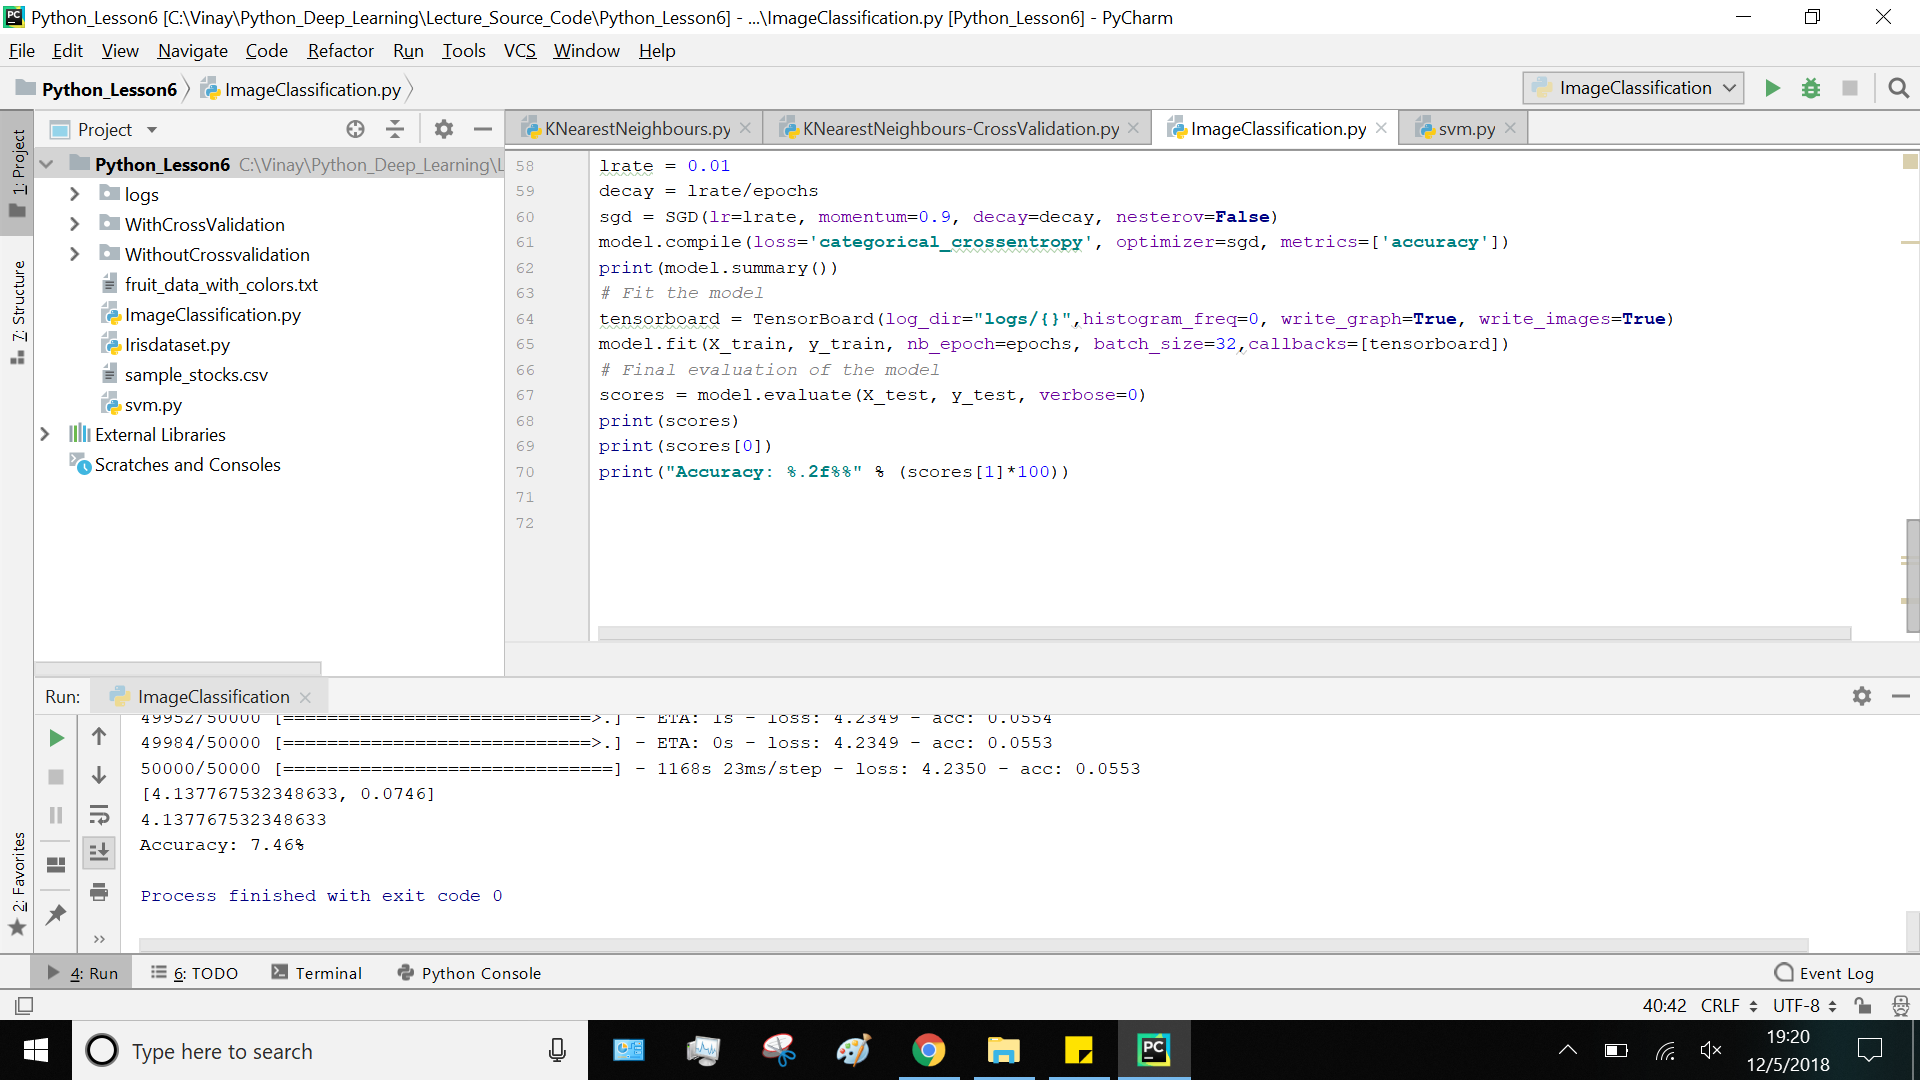 Python_Lesson6 [C:\Vinay\Python_Deep_Learning\Lecture_Source_Code\Python_Lesson6] - ...\ImageClassification.py [Python_Lesson6] - PyCharm
File Edit View Navigate Code Refactor Run Tools VCS Window Help
Python_Lesson6 ImageClassification.py
ImageClassification
1: Project
7: Structure
2: Favorites
Project
Python_Lesson6 C:\Vinay\Python_Deep_Learning\L
logs
WithCrossValidation
WithoutCrossvalidation
fruit_data_with_colors.txt
ImageClassification.py
Irisdataset.py
sample_stocks.csv
svm.py
External Libraries
Scratches and Consoles
KNearestNeighbours.py KNearestNeighbours-CrossValidation.py ImageClassification.py svm.py
58 lrate = 0.01
59 decay = lrate/epochs
60 sgd = SGD(lr=lrate, momentum=0.9, decay=decay, nesterov=False)
61 model.compile(loss='categorical_crossentropy', optimizer=sgd, metrics=['accuracy'])
62 print(model.summary())
63 # Fit the model
64 tensorboard = TensorBoard(log_dir="logs/{}",histogram_freq=0, write_graph=True, write_images=True)
65 model.fit(X_train, y_train, nb_epoch=epochs, batch_size=32,callbacks=[tensorboard])
66 # Final evaluation of the model
67 scores = model.evaluate(X_test, y_test, verbose=0)
68 print(scores)
69 print(scores[0])
70 print("Accuracy: %.2f%%" % (scores[1]*100))
71
72
Run: ImageClassification
49952/50000 [============================>.] - ETA: 1s - loss: 4.2349 - acc: 0.0554
49984/50000 [============================>.] - ETA: 0s - loss: 4.2349 - acc: 0.0553
50000/50000 [==============================] - 1168s 23ms/step - loss: 4.2350 - acc: 0.0553
[4.137767532348633, 0.0746]
4.137767532348633
Accuracy: 7.46%
Process finished with exit code 0
4: Run 6: TODO Terminal Python Console Event Log
40:42 CRLF UTF-8
Type here to search
PC
19:20
12/5/2018